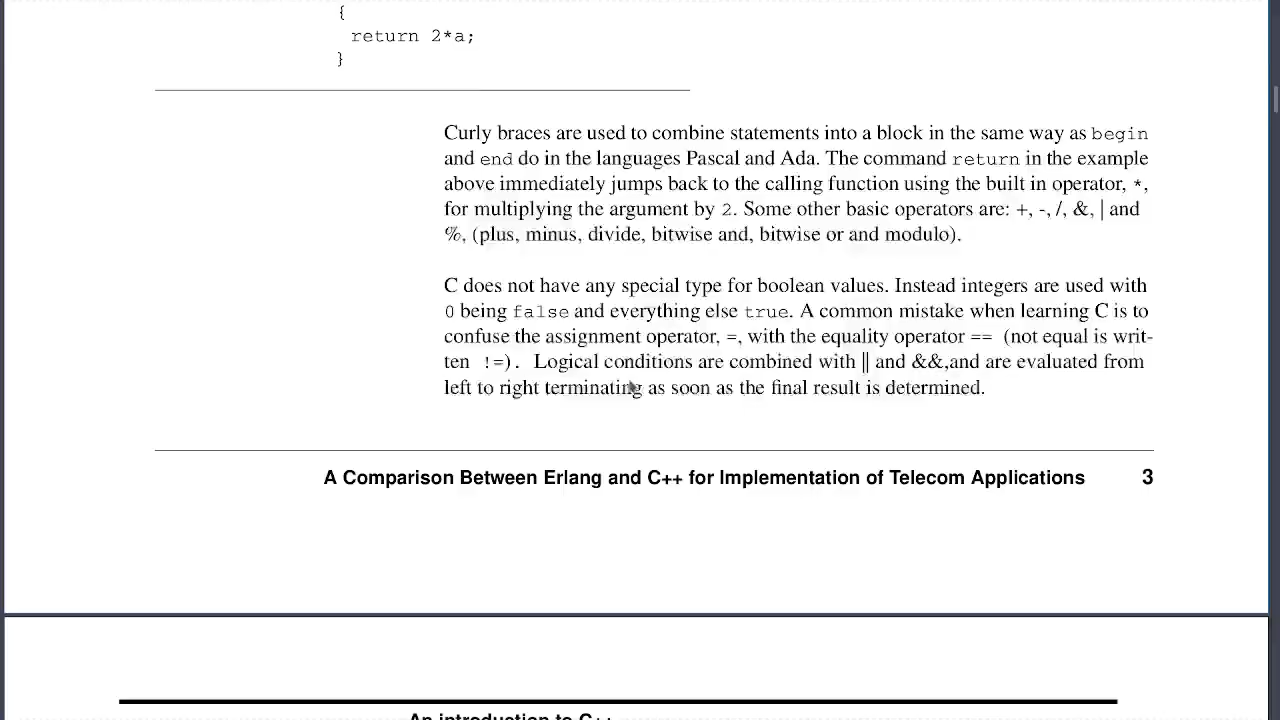 {
return 2*a;
}
Curly braces are used to combine statements into a block in the same way as begin
and end do in the languages Pascal and Ada. The command return in the example
above immediately jumps back to the calling function using the built in operator, *,
for multiplying the argument by 2. Some other basic operators are: +, -, /, &, | and
%, (plus, minus, divide, bitwise and, bitwise or and modulo).
C does not have any special type for boolean values. Instead integers are used with
0 being false and everything else true. A common mistake when learning C is to
confuse the assignment operator, =, with the equality operator == (not equal is writ-
ten !=). Logical conditions are combined with || and &&,and are evaluated from
left to right terminating as soon as the final result is determined.
A Comparison Between Erlang and C++ for Implementation of Telecom Applications 3
An introduction to C++